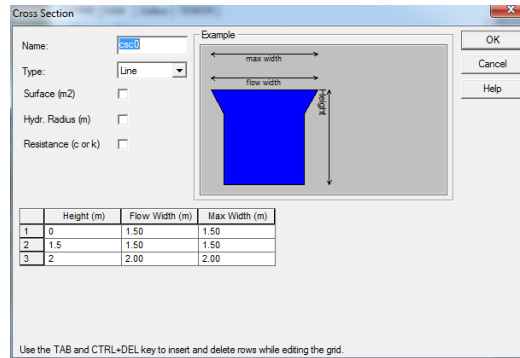 Cross Section
Name:
csc0
Type:
Line
Surface (m2)
Hydr. Radius (m)
Resistance (c or k)
Example
max width
flow width
Height
OK
Cancel
Help
Height (m) Flow Width (m) Max Width (m)
1 0 1.50 1.50
2 1.5 1.50 1.50
3 2 2.00 2.00
Use the TAB and CTRL+DEL key to insert and delete rows while editing the grid.